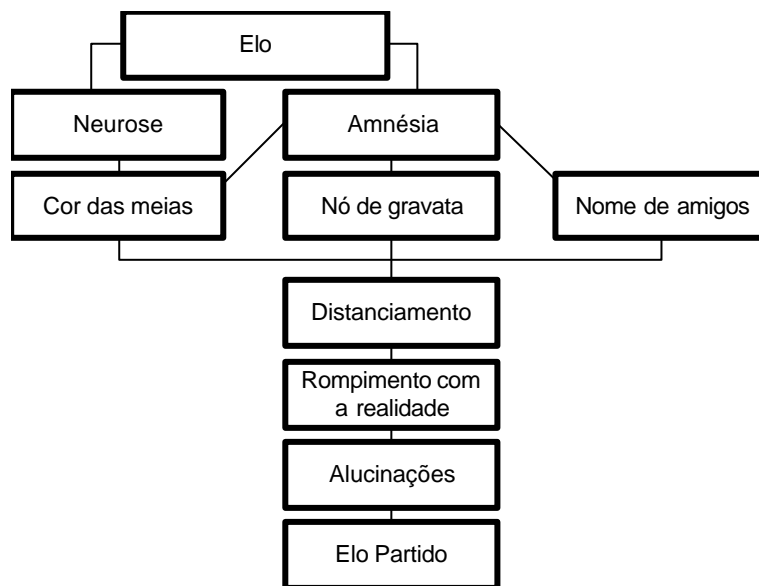 Elo
Neurose
Amnésia
Cor das meias
Nó de gravata
Nome de amigos
Distanciamento
Rompimento com
a realidade
Alucinações
Elo Partido